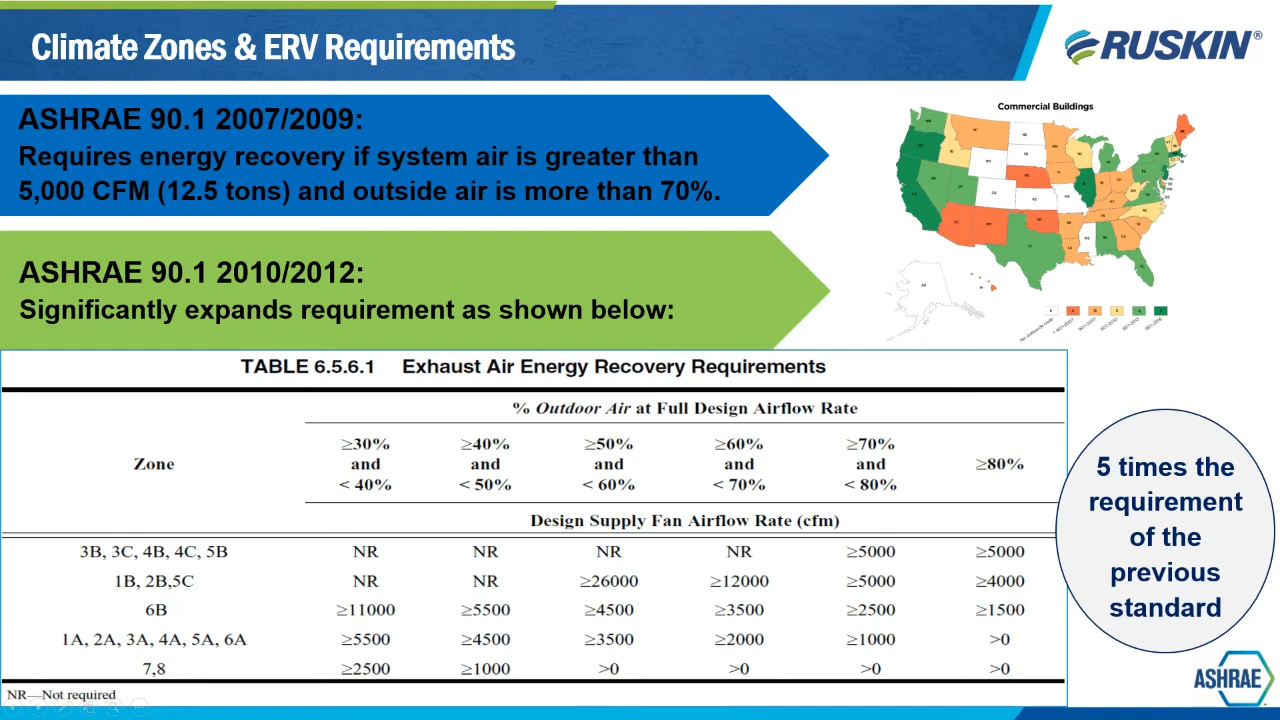 Climate Zones & ERV Requirements
RUSKIN®
ASHRAE 90.1 2007/2009:
Requires energy recovery if system air is greater than
5,000 CFM (12.5 tons) and outside air is more than 70%.
Commercial Buildings
ASHRAE 90.1 2010/2012:
Significantly expands requirement as shown below:
TABLE 6.5.6.1 Exhaust Air Energy Recovery Requirements
% Outdoor Air at Full Design Airflow Rate
Zone
≥30% and < 40%
≥40% and < 50%
≥50% and < 60%
≥60% and < 70%
≥70% and < 80%
≥80%
Design Supply Fan Airflow Rate (cfm)
3B, 3C, 4B, 4C, 5B NR NR NR NR ≥5000 ≥5000
1B, 2B,5C NR NR ≥26000 ≥12000 ≥5000 ≥4000
6B ≥11000 ≥5500 ≥4500 ≥3500 ≥2500 ≥1500
1A, 2A, 3A, 4A, 5A, 6A ≥5500 ≥4500 ≥3500 ≥2000 ≥1000 >0
7,8 ≥2500 ≥1000 >0 >0 >0 >0
NR—Not required
5 times the
requirement
of the
previous
standard
ASHRAE